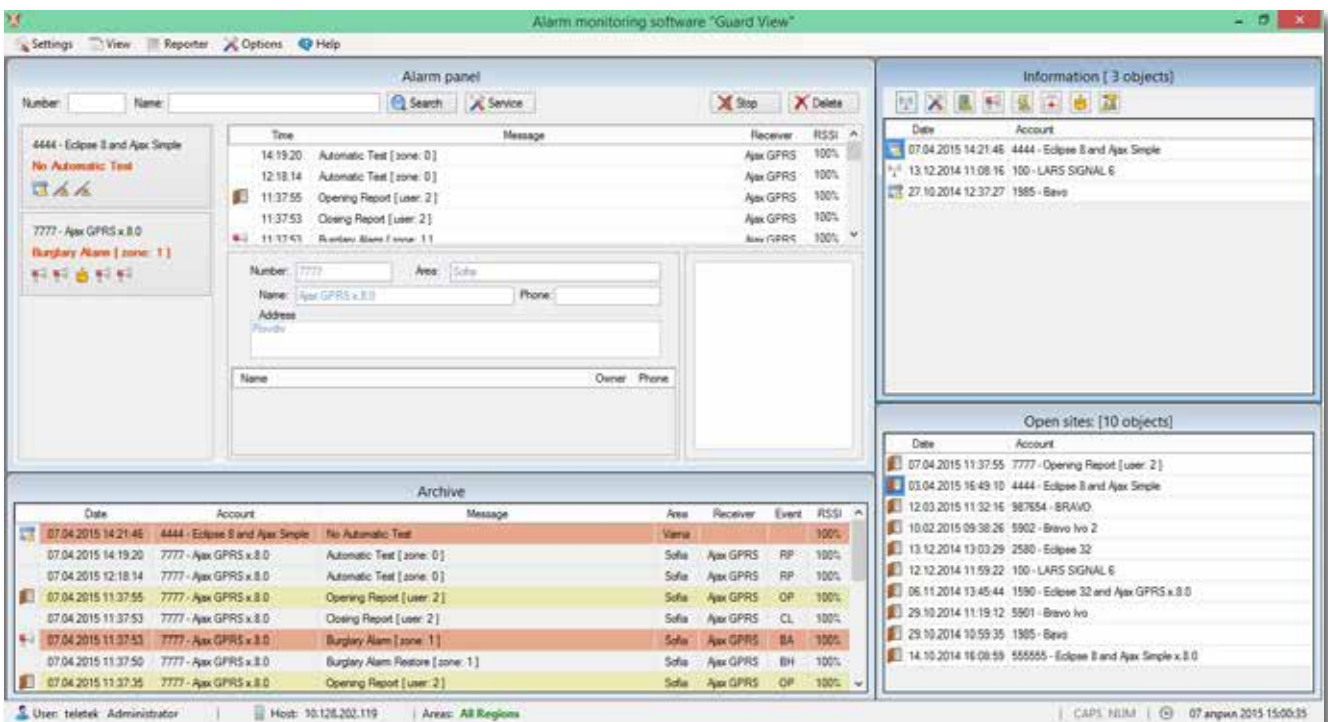 Alarm monitoring software "Guard View"
Settings View Reporter Options Help
Alarm panel
Number: Name: Search Service Stop Delete
4444 - Eclipse 8 and Ajax Simple
No Automatic Test
7777 - Ajax GPRS x.8.0
Burglary Alarm [ zone: 1 ]
Time Message Receiver RSSI
14:19:20 Automatic Test [ zone: 0 ] Ajax GPRS 100%
12:18:14 Automatic Test [ zone: 0 ] Ajax GPRS 100%
11:37:55 Opening Report [ user: 2 ] Ajax GPRS 100%
11:37:53 Closing Report [ user: 2 ] Ajax GPRS 100%
11:37:53 Burglary Alarm [ zone: 1 ] Ajax GPRS 100%
Number: 7777 Area: Sofia
Name: Ajax GPRS x.8.0 Phone:
Address
Name Owner Phone
Information [ 3 objects]
Date Account
07.04.2015 14:21:46 4444 - Eclipse 8 and Ajax Simple
13.12.2014 11:08:16 100 - LARS SIGNAL 6
27.10.2014 12:37:27 1985 - Bavo
Open sites: [10 objects]
Date Account
07.04.2015 11:37:55 7777 - Opening Report [ user: 2 ]
03.04.2015 16:49:10 4444 - Eclipse 8 and Ajax Simple
12.03.2015 11:32:16 987654 - BRAVO
10.02.2015 09:38:26 5902 - Bravo Ivo 2
13.12.2014 13:03:29 2580 - Eclipse 32
12.12.2014 11:59:22 100 - LARS SIGNAL 6
06.11.2014 13:45:44 1590 - Eclipse 32 and Ajax GPRS x.8.0
29.10.2014 11:19:12 5901 - Bravo Ivo
29.10.2014 10:59:35 1985 - Bavo
14.10.2014 16:08:59 555555 - Eclipse 8 and Ajax Simple x.8.0
Archive
Date Account Message Area Receiver Event RSSI
07.04.2015 14:21:46 4444 - Eclipse 8 and Ajax Simple No Automatic Test Varna 100%
07.04.2015 14:19:20 7777 - Ajax GPRS x.8.0 Automatic Test [ zone: 0 ] Sofia Ajax GPRS RP 100%
07.04.2015 12:18:14 7777 - Ajax GPRS x.8.0 Automatic Test [ zone: 0 ] Sofia Ajax GPRS RP 100%
07.04.2015 11:37:55 7777 - Ajax GPRS x.8.0 Opening Report [ user: 2 ] Sofia Ajax GPRS OP 100%
07.04.2015 11:37:53 7777 - Ajax GPRS x.8.0 Closing Report [ user: 2 ] Sofia Ajax GPRS CL 100%
07.04.2015 11:37:53 7777 - Ajax GPRS x.8.0 Burglary Alarm [ zone: 1 ] Sofia Ajax GPRS BA 100%
07.04.2015 11:37:50 7777 - Ajax GPRS x.8.0 Burglary Alarm Restore [ zone: 1 ] Sofia Ajax GPRS BH 100%
07.04.2015 11:37:35 7777 - Ajax GPRS x.8.0 Opening Report [ user: 2 ] Sofia Ajax GPRS OP 100%
User: teletek Administrator | Host: 10.128.202.119 | Areas: All Regions | CAPS NUM | 07 април 2015 15:00:35